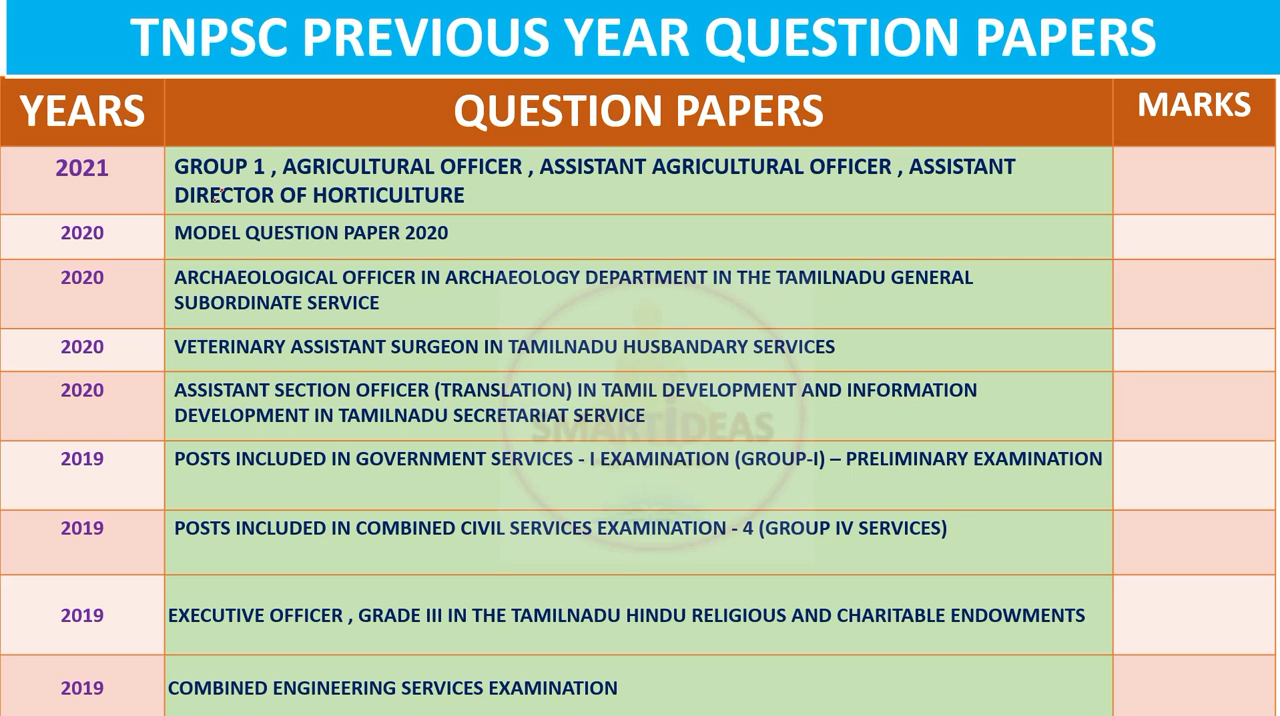 TNPSC PREVIOUS YEAR QUESTION PAPERS
YEARS QUESTION PAPERS MARKS
2021 GROUP 1 , AGRICULTURAL OFFICER , ASSISTANT AGRICULTURAL OFFICER , ASSISTANT
DIRECTOR OF HORTICULTURE
2020 MODEL QUESTION PAPER 2020
2020 ARCHAEOLOGICAL OFFICER IN ARCHAEOLOGY DEPARTMENT IN THE TAMILNADU GENERAL
SUBORDINATE SERVICE
2020 VETERINARY ASSISTANT SURGEON IN TAMILNADU HUSBANDARY SERVICES
2020 ASSISTANT SECTION OFFICER (TRANSLATION) IN TAMIL DEVELOPMENT AND INFORMATION
DEVELOPMENT IN TAMILNADU SECRETARIAT SERVICE
SMART IDEAS
2019 POSTS INCLUDED IN GOVERNMENT SERVICES - I EXAMINATION (GROUP-I) – PRELIMINARY EXAMINATION
2019 POSTS INCLUDED IN COMBINED CIVIL SERVICES EXAMINATION - 4 (GROUP IV SERVICES)
2019 EXECUTIVE OFFICER , GRADE III IN THE TAMILNADU HINDU RELIGIOUS AND CHARITABLE ENDOWMENTS
2019 COMBINED ENGINEERING SERVICES EXAMINATION